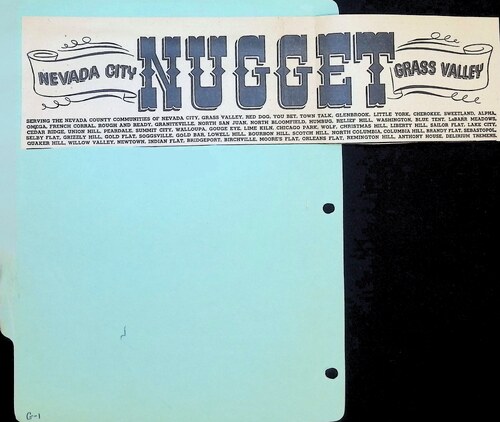 NEVADA CITY NUGGET GRASS VALLEY
SERVING THE NEVADA COUNTY COMMUNITIES OF NEVADA CITY, GRASS VALLEY, RED DOG, YOU BET, TOWN TALK, GLENBROOK, LITTLE YORK, CHEROKEE, SWEETLAND, ALPHA,
OMEGA, FRENCH CORRAL, ROUGH AND READY, GRANITEVILLE, NORTH SAN JUAN, NORTH BLOOMFIELD, HUMBUG, RELIEF HILL, WASHINGTON, BLUE TENT, LaBARR MEADOWS,
CEDAR RIDGE, UNION HILL, PEARDALE, SUMMIT CITY, WALLOUPA, GOUGE EYE, LIME KILN, CHICAGO PARK, WOLF, CHRISTMAS HILL, LIBERTY HILL, SAILOR FLAT, LAKE CITY,
SELBY FLAT, GRIZZLY HILL, GOLD FLAT, SOGGSVILLE, GOLD BAR, LOWELL HILL, BOURBON HILL, SCOTCH HILL, NORTH COLUMBIA, COLUMBIA HILL, BRANDY FLAT, SEBASTOPOL,
QUAKER HILL, WILLOW VALLEY, NEWTOWN, INDIAN FLAT, BRIDGEPORT, BIRCHVILLE, MOORE'S FLAT, ORLEANS FLAT, REMINGTON HILL, ANTHONY HOUSE, DELIRIUM TREMENS.
G-1